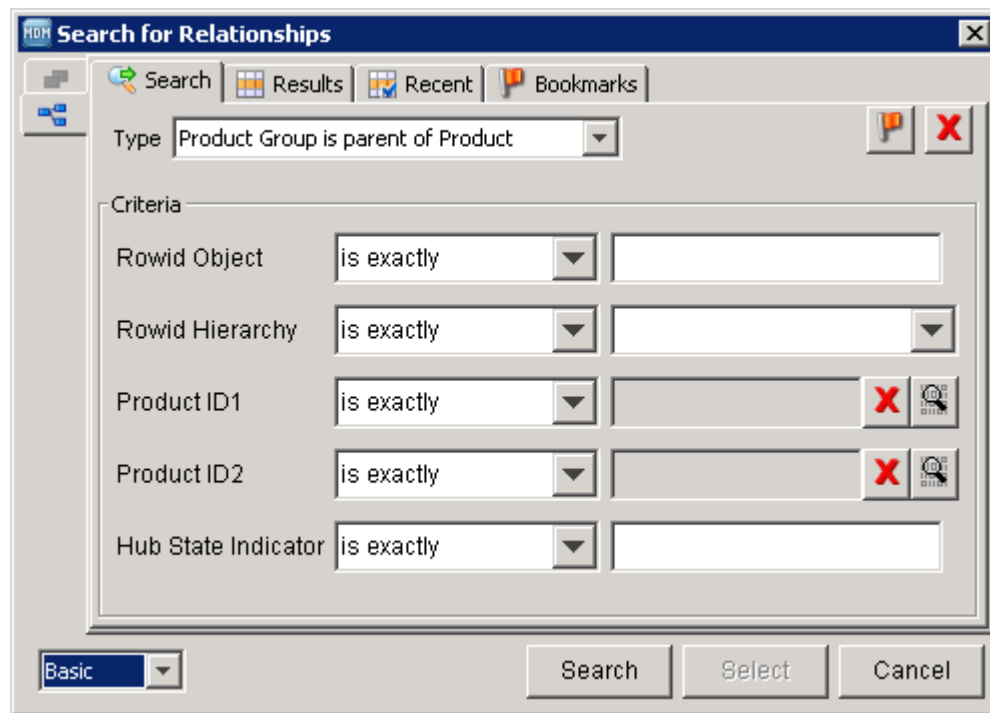 MDM Search for Relationships
Search Results Recent Bookmarks
Type Product Group is parent of Product
Criteria
Rowid Object is exactly
Rowid Hierarchy is exactly
Product ID1 is exactly
Product ID2 is exactly
Hub State Indicator is exactly
Basic Search Select Cancel